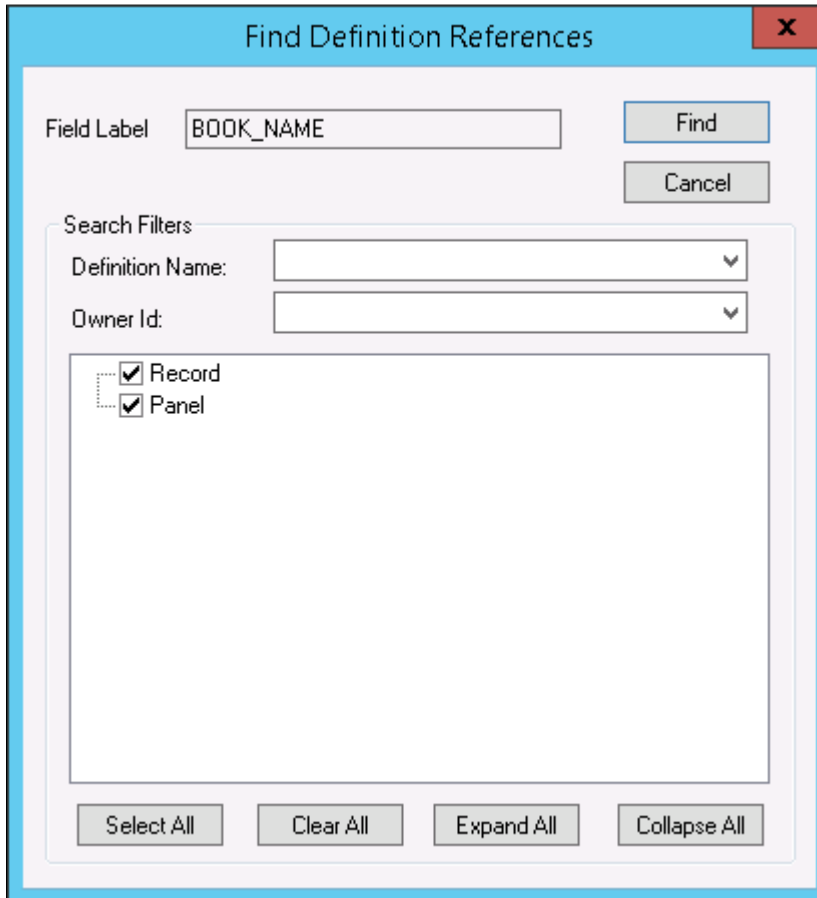 Find Definition References
x
Field Label BOOK_NAME Find
Cancel
Search Filters
Definition Name:
Owner Id:
Record
Panel
Select All Clear All Expand All Collapse All